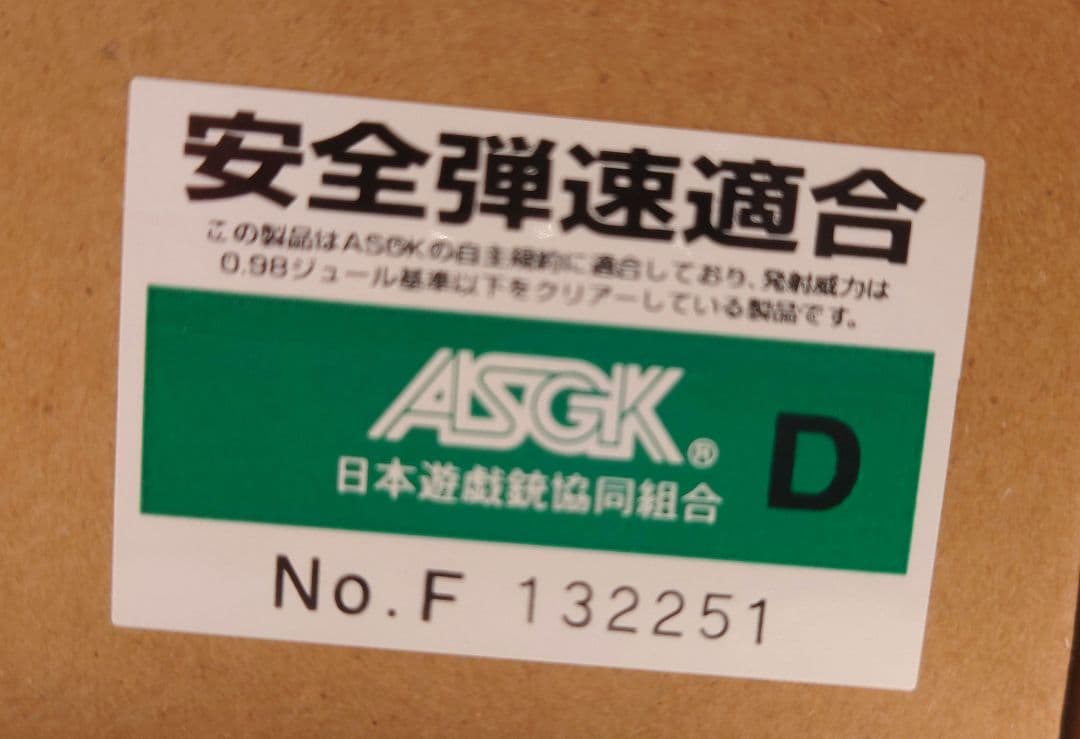 安全弾速適合
この製品はASGKの自主規約に適合しており、発射威力は
0.98ジュール基準以下をクリアーしている製品です。
ASGK®
日本遊戯銃協同組合
D
No.F 132251